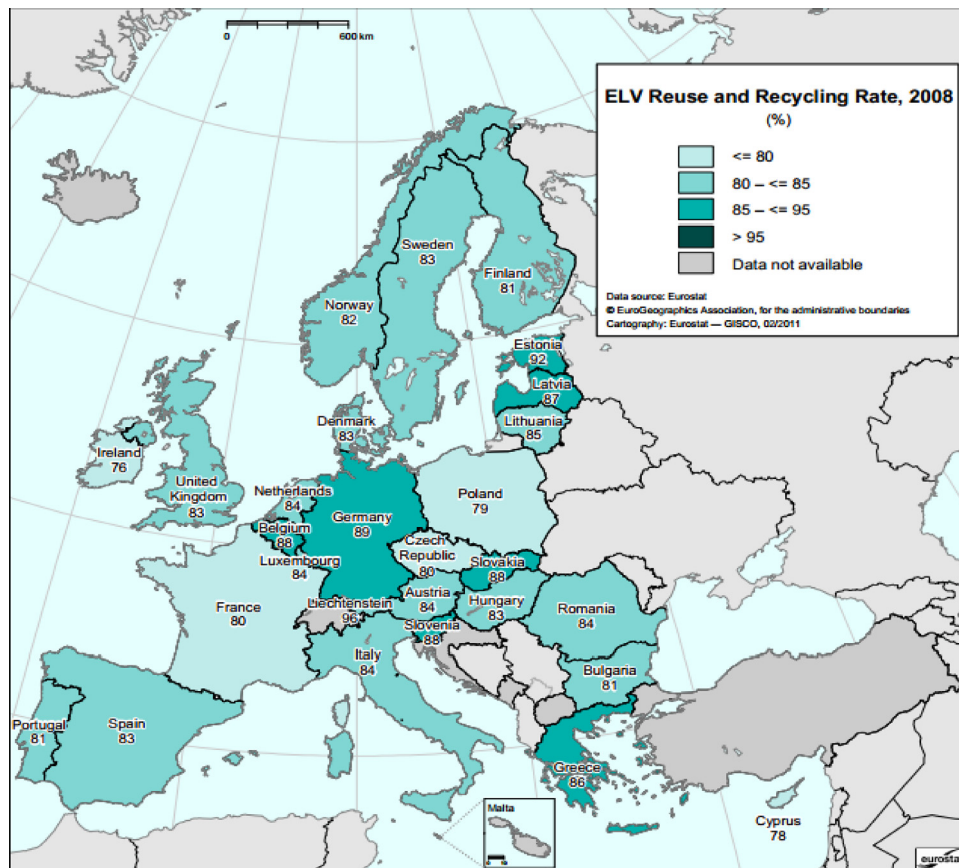 600 km
ELV Reuse and Recycling Rate, 2008
(%)
<= 80
80 – <= 85
85 – <= 95
> 95
Data not available
Data source: Eurostat
© EuroGeographics Association, for the administrative boundaries
Cartography: Eurostat — GISCO, 02/2011
Sweden
83
Finland
81
Norway
82
Estonia
92
Latvia
87
Lithuania
85
Denmark
83
Ireland
76
United
Kingdom
83
Netherlands
84
Poland
79
Germany
89
Belgium
88
Czech
Republic
80
Luxembourg
84
Slovakia
88
Austria
84
Hungary
83
Liechtenstein
96
France
80
Romania
84
Slovenia
88
Italy
84
Bulgaria
81
Portugal
81
Spain
83
Greece
86
Malta
Cyprus
78
eurostat